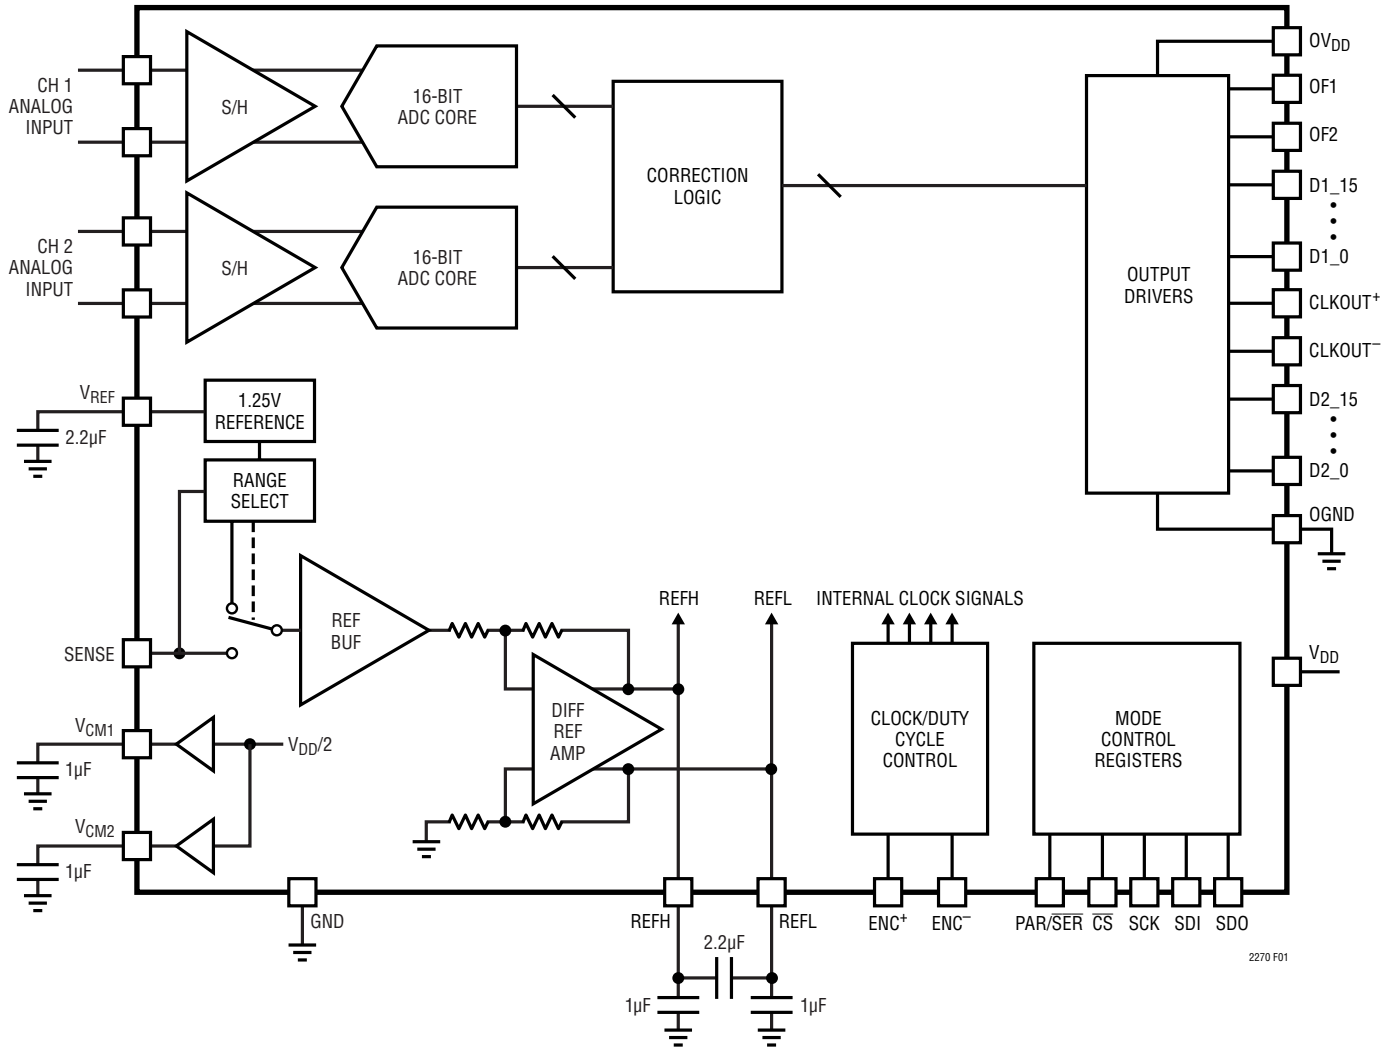 CH 1
ANALOG
INPUT
S/H
16-BIT
ADC CORE
CH 2
ANALOG
INPUT
S/H
16-BIT
ADC CORE
CORRECTION
LOGIC
OUTPUT
DRIVERS
OVDD
OF1
OF2
D1_15
D1_0
CLKOUT+
CLKOUT–
D2_15
D2_0
OGND
VDD
VREF
2.2µF
1.25V
REFERENCE
RANGE
SELECT
SENSE
REF
BUF
VCM1
1µF
VDD/2
VCM2
1µF
GND
DIFF
REF
AMP
REFH
REFL
REFH
REFL
2.2µF
1µF
1µF
INTERNAL CLOCK SIGNALS
CLOCK/DUTY
CYCLE
CONTROL
ENC+
ENC–
MODE
CONTROL
REGISTERS
PAR/S̅E̅R̅
C̅S̅
SCK
SDI
SDO
2270 F01